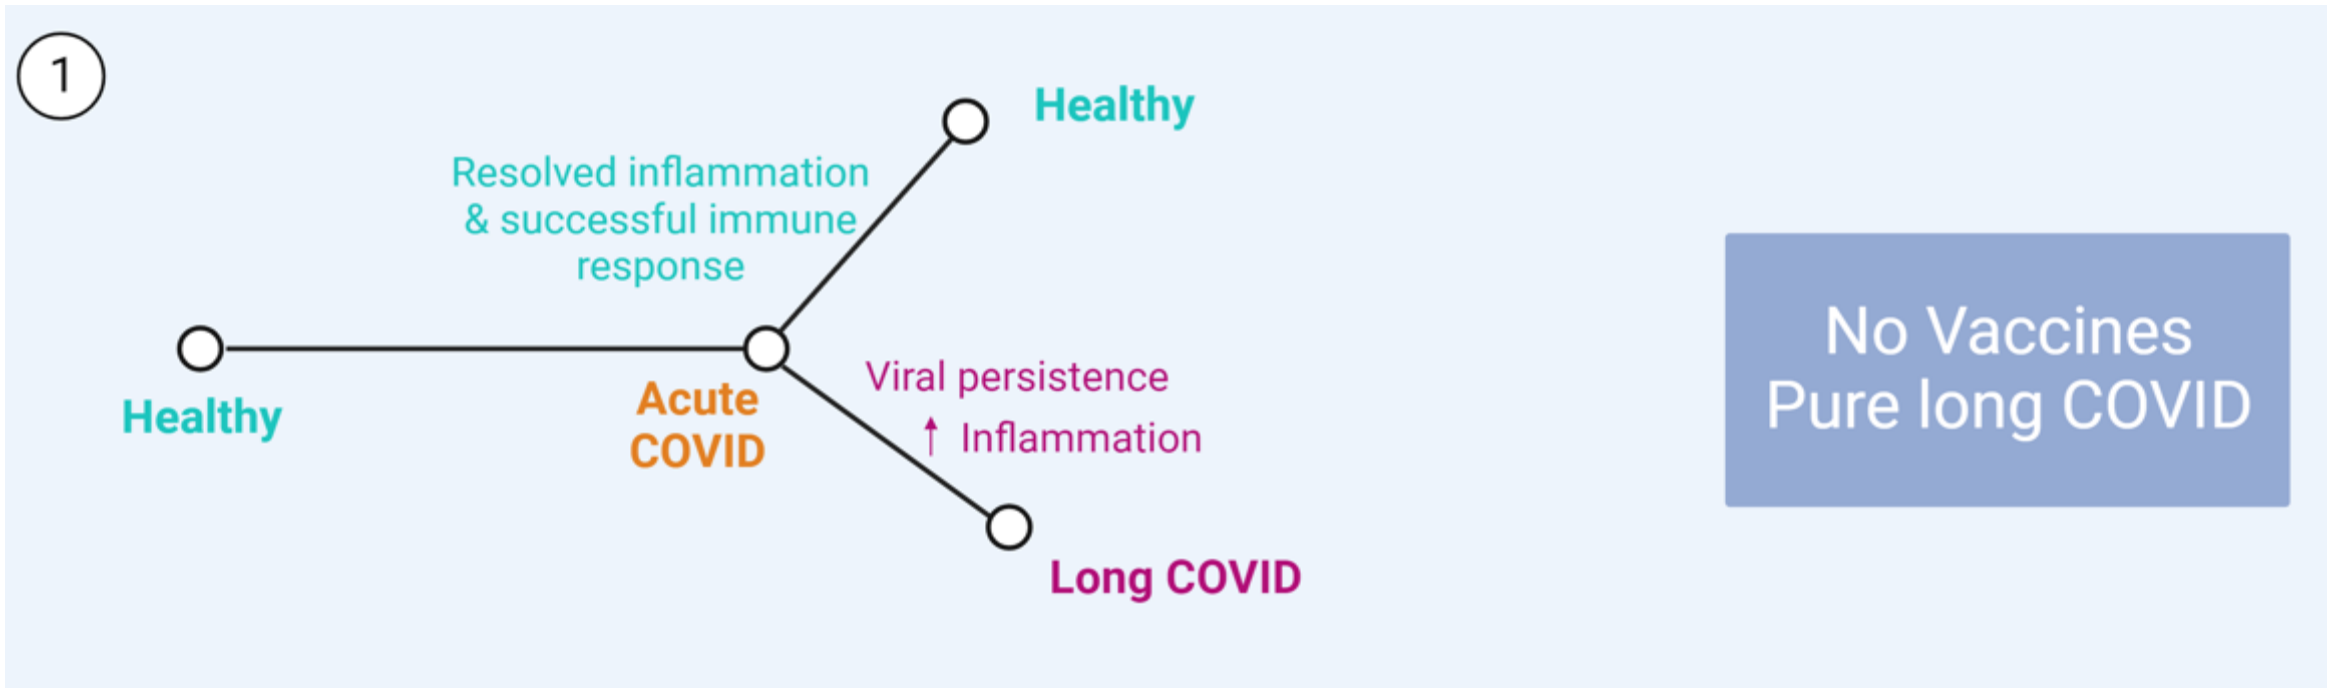 1
Healthy
Resolved inflammation
& successful immune
response
Healthy
Acute
COVID
Viral persistence
↑ Inflammation
Long COVID
No Vaccines
Pure long COVID